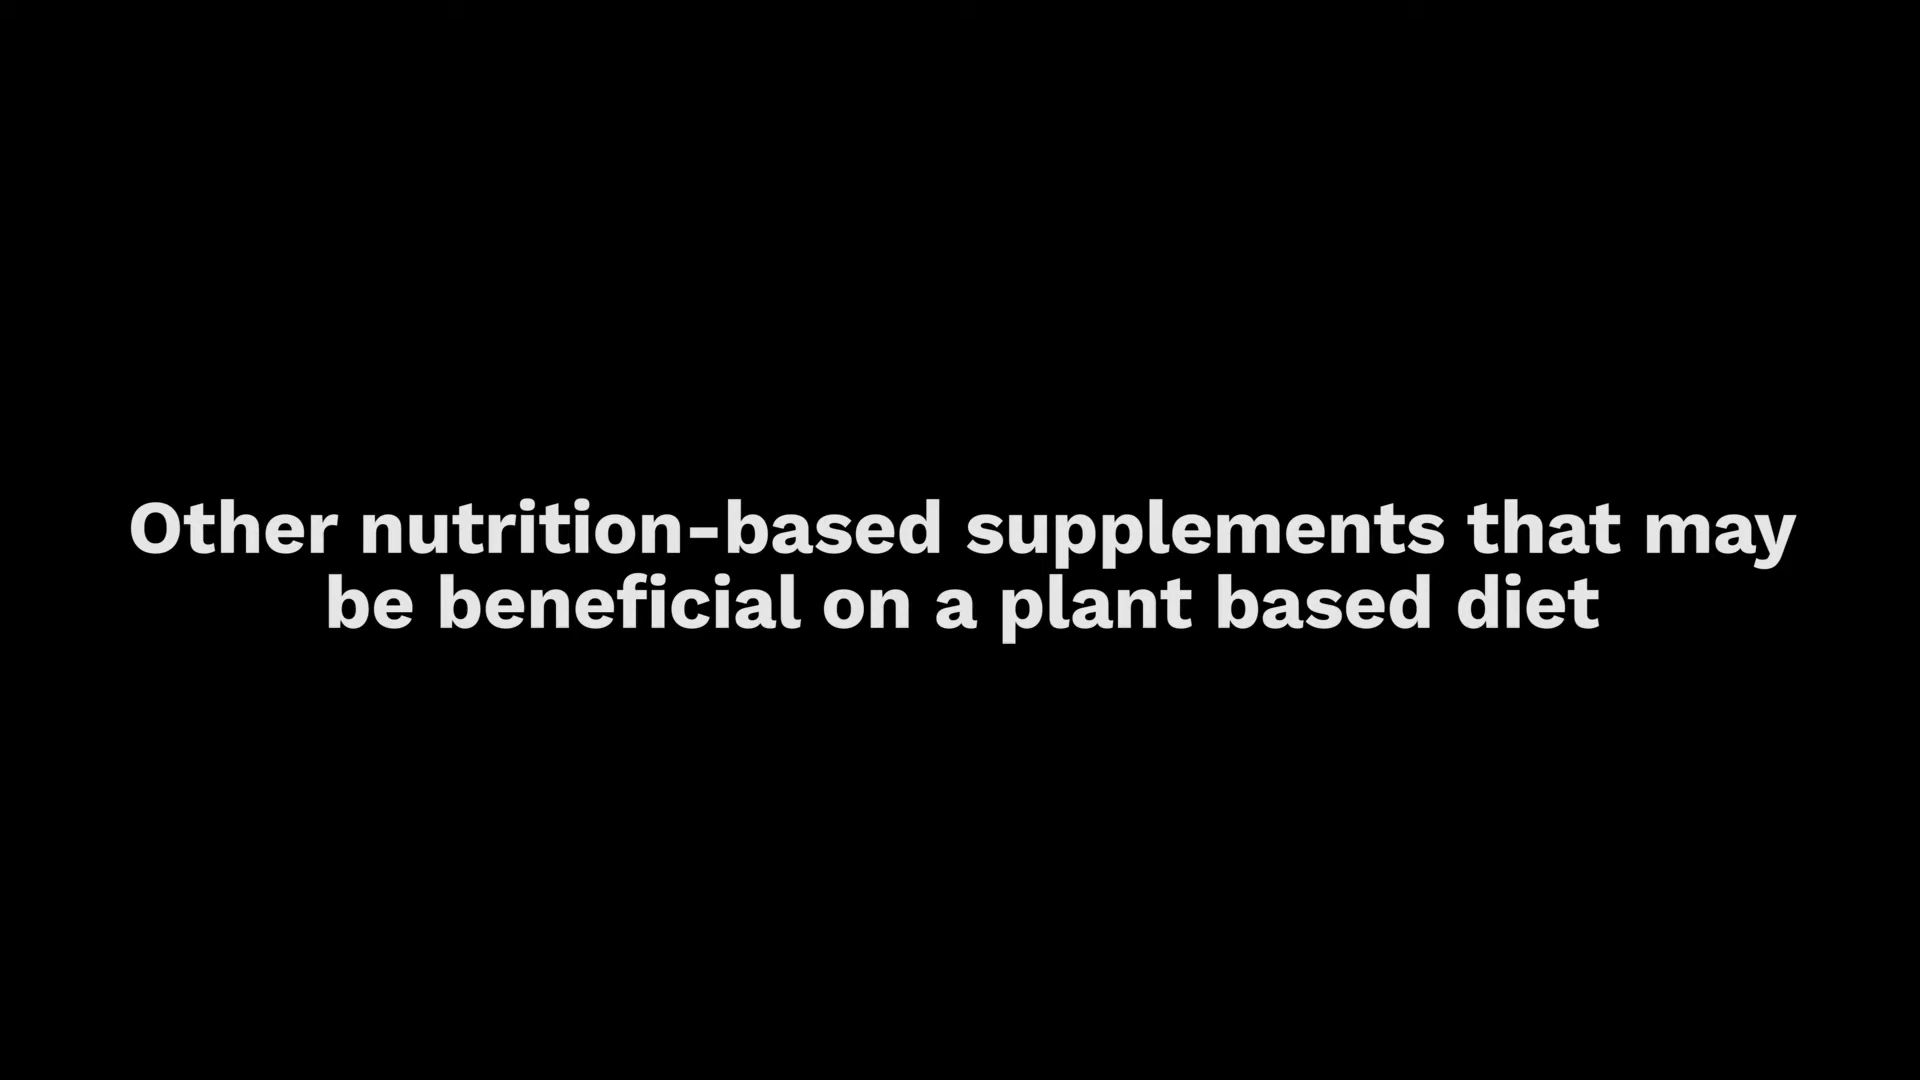 Other nutrition-based supplements that may
be beneficial on a plant based diet